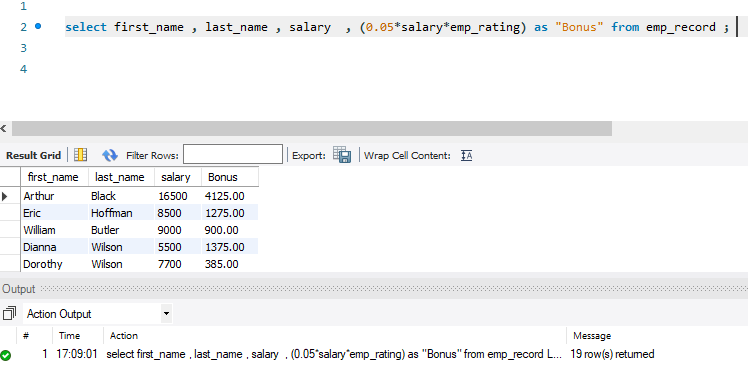 1
2 select first_name , last_name , salary , (0.05*salary*emp_rating) as "Bonus" from emp_record ;
3
4
Result Grid Filter Rows: Export: Wrap Cell Content: IA
first_name last_name salary Bonus
Arthur Black 16500 4125.00
Eric Hoffman 8500 1275.00
William Butler 9000 900.00
Dianna Wilson 5500 1375.00
Dorothy Wilson 7700 385.00
Output
Action Output
# Time Action Message
1 17:09:01 select first_name , last_name , salary , (0.05*salary*emp_rating) as "Bonus" from emp_record L... 19 row(s) returned